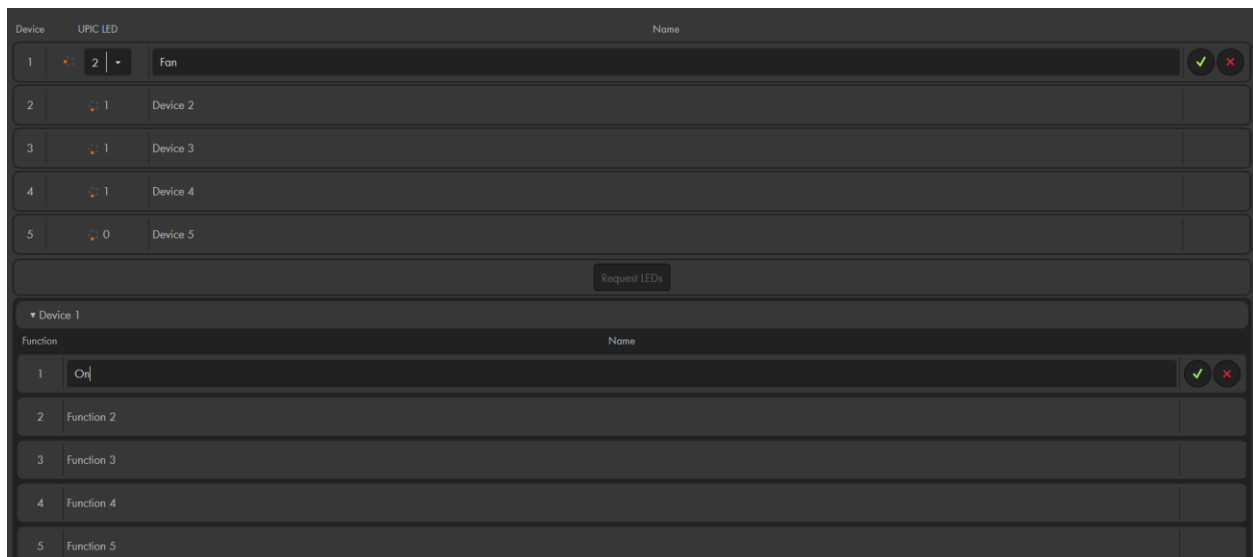 Device UPIC LED Name
1 2 Fan
2 1 Device 2
3 1 Device 3
4 1 Device 4
5 0 Device 5
Request LEDs
▾ Device 1
Function Name
1 On
2 Function 2
3 Function 3
4 Function 4
5 Function 5